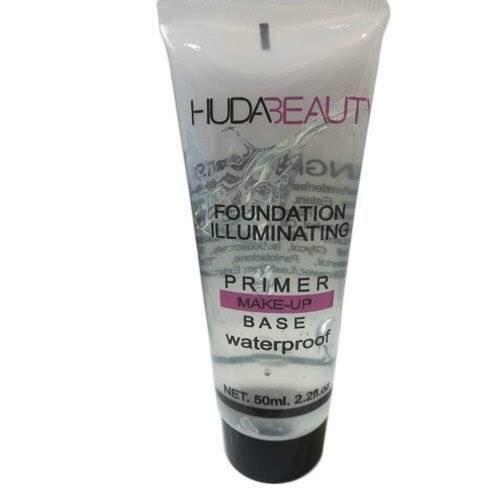 HUDABEAUTY
FOUNDATION
ILLUMINATING
PRIMER
MAKE-UP
BASE
waterproof
NET. 50ml. 2.2fl.oz